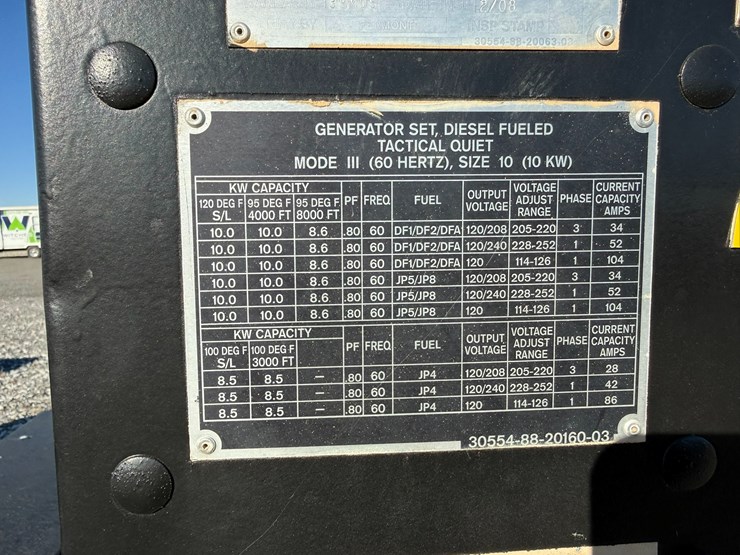 8/08
30554-88-20063-0
GENERATOR SET, DIESEL FUELED
TACTICAL QUIET
MODE III (60 HERTZ), SIZE 10 (10 KW)
KW CAPACITY
120 DEG F S/L 95 DEG F 4000 FT 95 DEG F 8000 FT PF FREQ FUEL OUTPUT VOLTAGE VOLTAGE ADJUST RANGE PHASE CURRENT CAPACITY AMPS
10.0 10.0 8.6 .80 60 DF1/DF2/DFA 120/208 205-220 3 34
10.0 10.0 8.6 .80 60 DF1/DF2/DFA 120/240 228-252 1 52
10.0 10.0 8.6 .80 60 DF1/DF2/DFA 120 114-126 1 104
10.0 10.0 8.6 .80 60 JP5/JP8 120/208 205-220 3 34
10.0 10.0 8.6 .80 60 JP5/JP8 120/240 228-252 1 52
10.0 10.0 8.6 .80 60 JP5/JP8 120 114-126 1 104
KW CAPACITY
100 DEG F S/L 100 DEG F 3000 FT PF FREQ FUEL OUTPUT VOLTAGE VOLTAGE ADJUST RANGE PHASE CURRENT CAPACITY AMPS
8.5 8.5 — .80 60 JP4 120/208 205-220 3 28
8.5 8.5 — .80 60 JP4 120/240 228-252 1 42
8.5 8.5 — .80 60 JP4 120 114-126 1 86
30554-88-20160-03